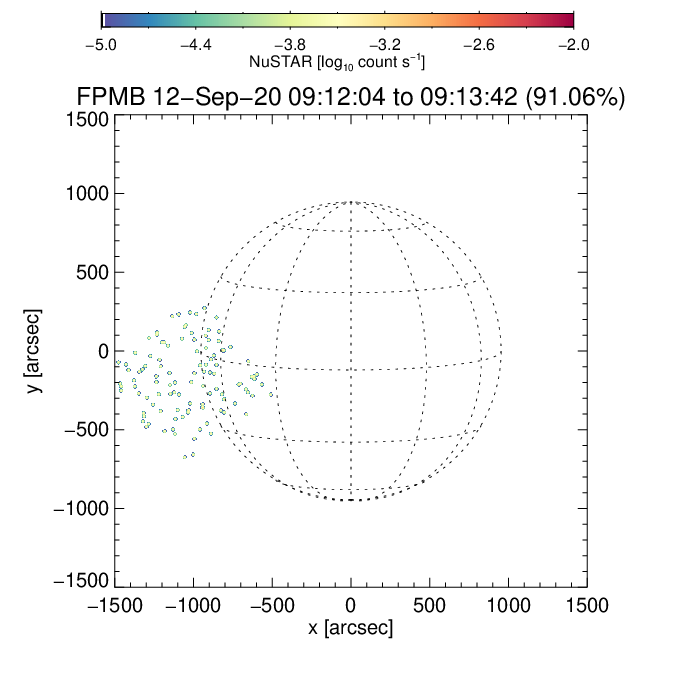 −5.0 −4.4 −3.8 −3.2 −2.6 −2.0
NuSTAR [log₁₀ count s⁻¹]
FPMB 12−Sep−20 09:12:04 to 09:13:42 (91.06%)
1500
1000
500
0
−500
−1000
−1500
y [arcsec]
−1500 −1000 −500 0 500 1000 1500
x [arcsec]